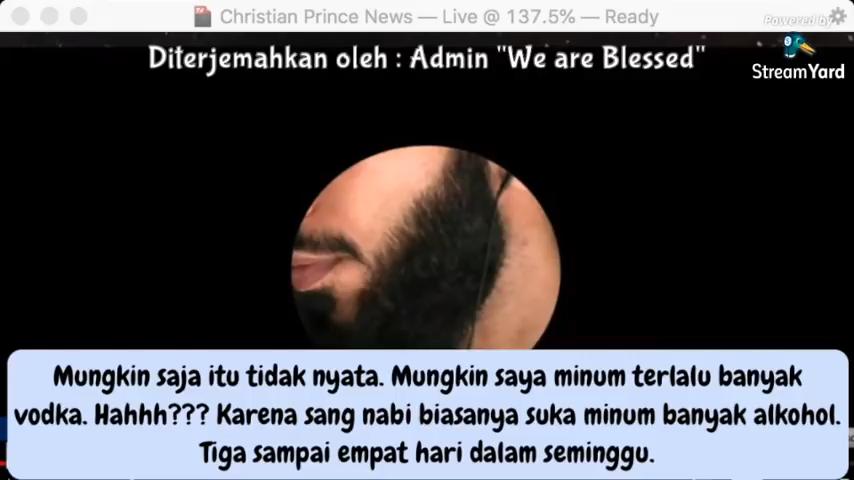 Christian Prince News — Live @ 137.5% — Ready
Powered by
StreamYard
Diterjemahkan oleh : Admin "We are Blessed"
Mungkin saja itu tidak nyata. Mungkin saya minum terlalu banyak
vodka. Hahhh??? Karena sang nabi biasanya suka minum banyak alkohol.
Tiga sampai empat hari dalam seminggu.